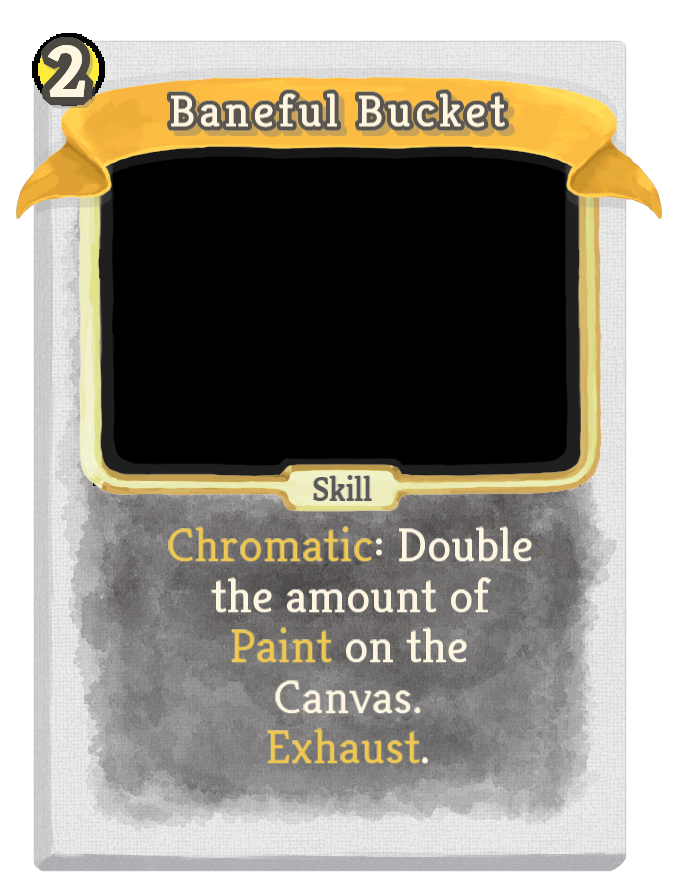 2
Baneful Bucket
Skill
Chromatic: Double
the amount of
Paint on the
Canvas.
Exhaust.